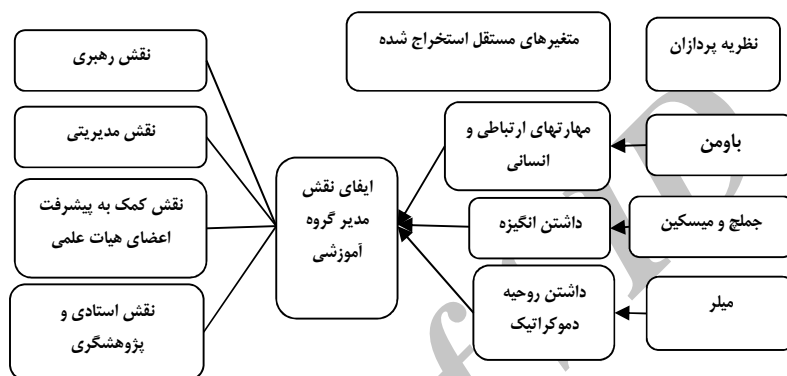 نظریه پردازان
متغیرهای مستقل استخراج شده
باومن
مهارتهای ارتباطی و
انسانی
جملچ و میسکین
داشتن انگیزه
میلر
داشتن روحیه
دموکراتیک
ایفای نقش
مدیر گروه
آموزشی
نقش رهبری
نقش مدیریتی
نقش کمک به پیشرفت
اعضای هیات علمی
نقش استادی و
پژوهشگری